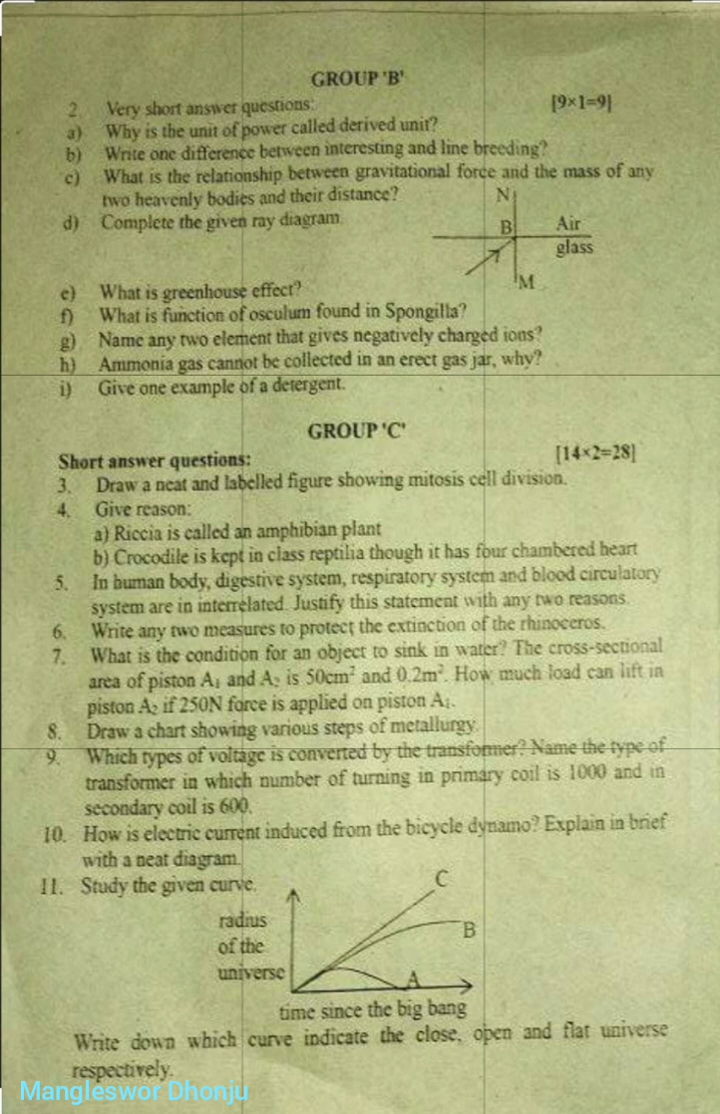 GROUP 'B'
2 Very short answer questions: [9×1=9]
a) Why is the unit of power called derived unit?
b) Write one difference between interesting and line breeding?
c) What is the relationship between gravitational force and the mass of any
two heavenly bodies and their distance?
d) Complete the given ray diagram
N
B Air
glass
M
e) What is greenhouse effect?
f) What is function of osculum found in Spongilla?
g) Name any two element that gives negatively charged ions?
h) Ammonia gas cannot be collected in an erect gas jar, why?
i) Give one example of a detergent.
GROUP 'C'
Short answer questions: [14×2=28]
3. Draw a neat and labelled figure showing mitosis cell division.
4. Give reason:
a) Riccia is called an amphibian plant
b) Crocodile is kept in class reptilia though it has four chambered heart
5. In human body, digestive system, respiratory system and blood circulatory
system are in interrelated. Justify this statement with any two reasons.
6. Write any two measures to protect the extinction of the rhinoceros.
7. What is the condition for an object to sink in water? The cross-sectional
area of piston A₁ and A₂ is 50cm² and 0.2m². How much load can lift in
piston A₂ if 250N force is applied on piston A₁.
8. Draw a chart showing various steps of metallurgy.
9. Which types of voltage is converted by the transformer? Name the type of
transformer in which number of turning in primary coil is 1000 and in
secondary coil is 600.
10. How is electric current induced from the bicycle dynamo? Explain in brief
with a neat diagram.
11. Study the given curve.
C
radius
of the
universe
B
A
time since the big bang
Write down which curve indicate the close, open and flat universe
respectively.
Mangleswor Dhonju